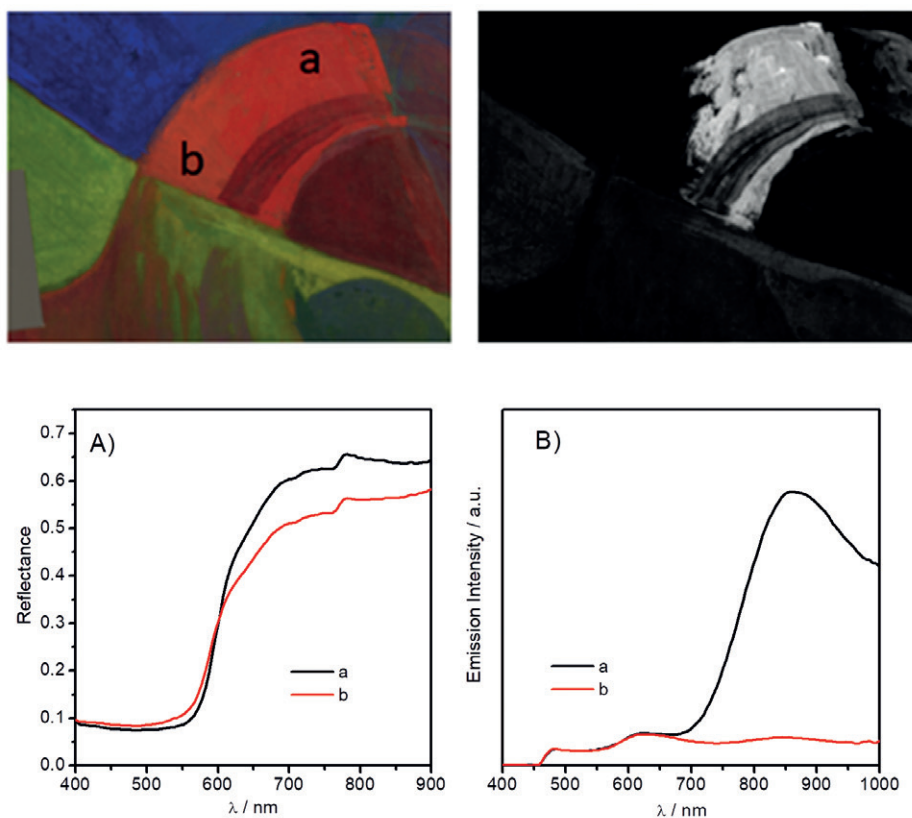 a
b
A)
0.7
0.6
0.5
0.4
0.3
0.2
0.1
0.0
Reflectance
a
b
400 500 600 700 800 900
λ / nm
B)
Emission Intensity / a.u.
a
b
400 500 600 700 800 900 1000
λ / nm